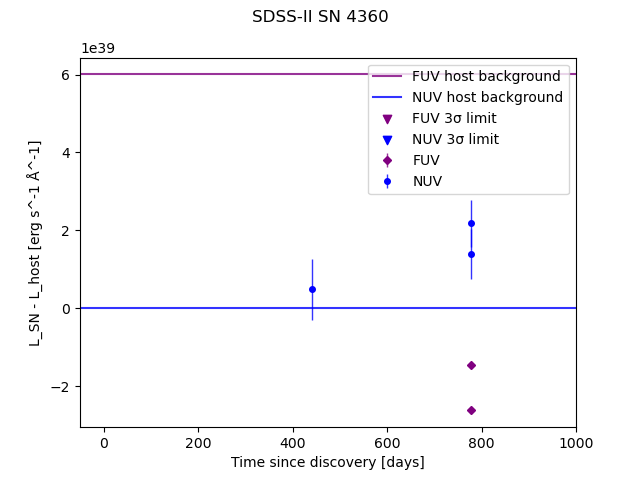 SDSS-II SN 4360
1e39
FUV host background
NUV host background
FUV 3σ limit
NUV 3σ limit
FUV
NUV
L_SN - L_host [erg s^-1 Å^-1]
6
4
2
0
−2
0 200 400 600 800 1000
Time since discovery [days]